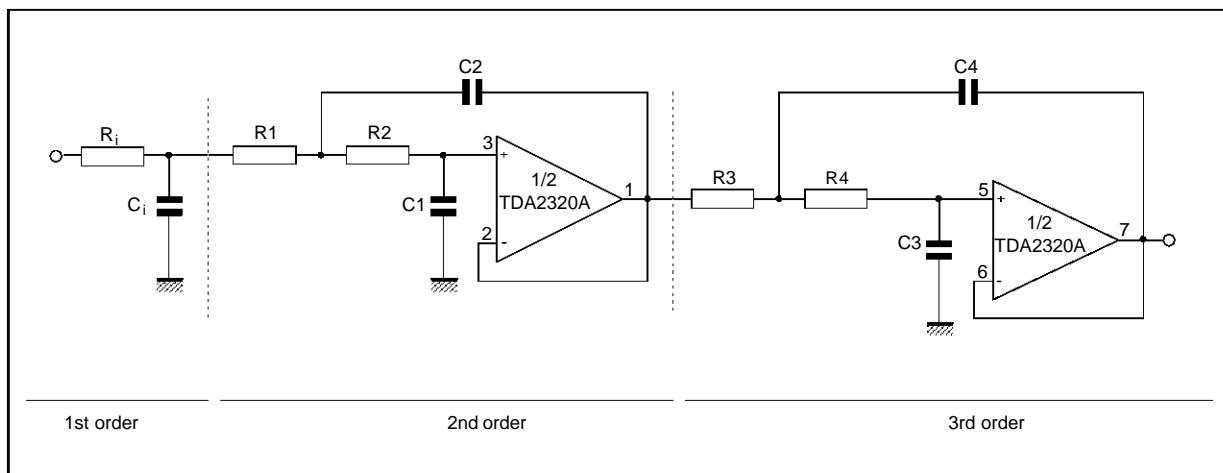 C2
C4
Ri
R1
R2
3
+
1/2
TDA2320A
1
2
-
Ci
C1
R3
R4
5
+
1/2
TDA2320A
7
6
-
C3
1st order
2nd order
3rd order